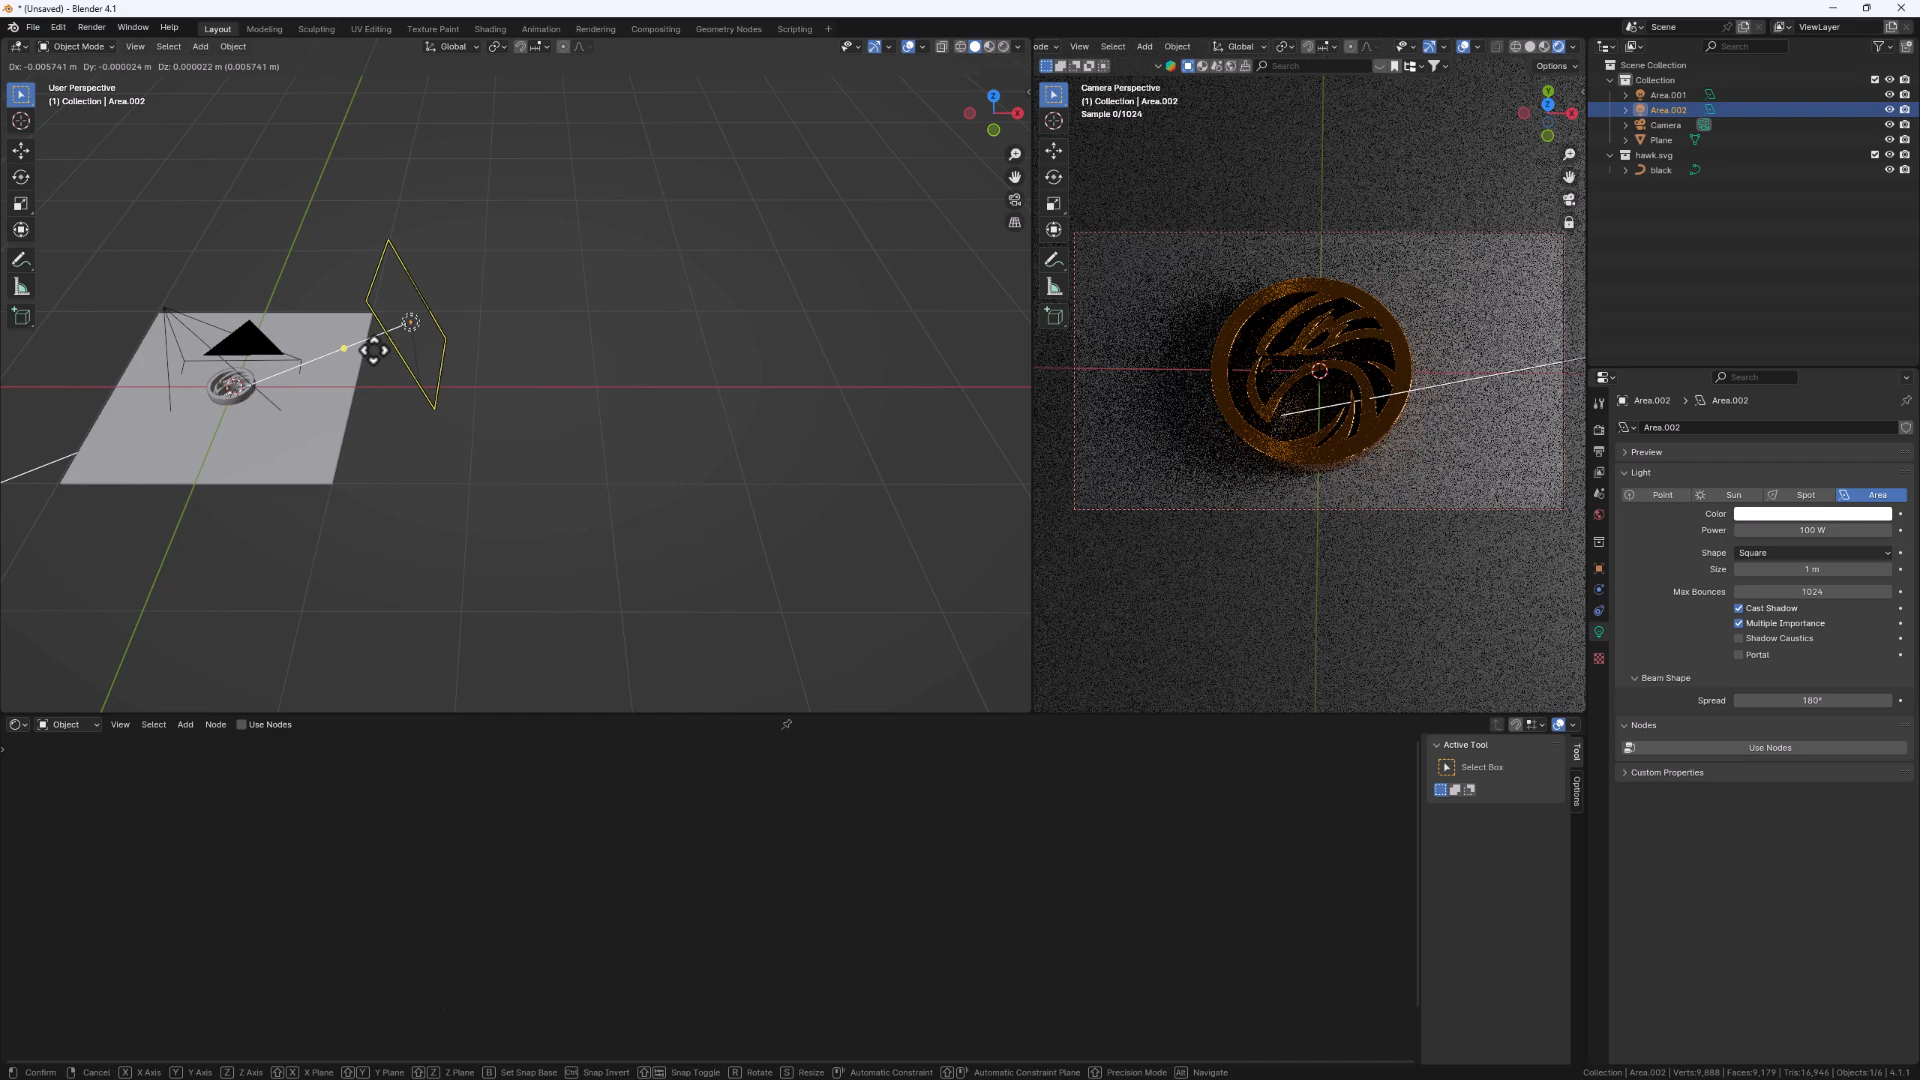 * (Unsaved) - Blender 4.1
File Edit Render Window Help Layout Modeling Sculpting UV Editing Texture Paint Shading Animation Rendering Compositing Geometry Nodes Scripting + Scene ViewLayer
Object Mode View Select Add Object Global
ode View Select Add Object Global
Search
Dx: -0.005741 m Dy: -0.000024 m Dz: 0.000022 m (0.005741 m)
Search Options
User Perspective
(1) Collection | Area.002
Camera Perspective
(1) Collection | Area.002
Sample 0/1024
Z
X
Y
Z
X
Scene Collection
Collection
Area.001
Area.002
Camera
Plane
hawk.svg
black
Search
Area.002 > Area.002
Area.002
Preview
Light
Point Sun Spot Area
Color
Power 100 W
Shape Square
Size 1 m
Max Bounces 1024
Cast Shadow
Multiple Importance
Shadow Caustics
Portal
Beam Shape
Spread 180°
Nodes
Use Nodes
Custom Properties
Object View Select Add Node Use Nodes
Active Tool
Select Box
Tool
Options
Confirm Cancel X X Axis Y Y Axis Z Z Axis X X Plane Y Y Plane Z Z Plane B Set Snap Base Ctrl Snap Invert Snap Toggle R Rotate S Resize Automatic Constraint Automatic Constraint Plane Precision Mode Alt Navigate
Collection | Area.002 | Verts:9,888 | Faces:9,179 | Tris:16,946 | Objects:1/6 | 4.1.1